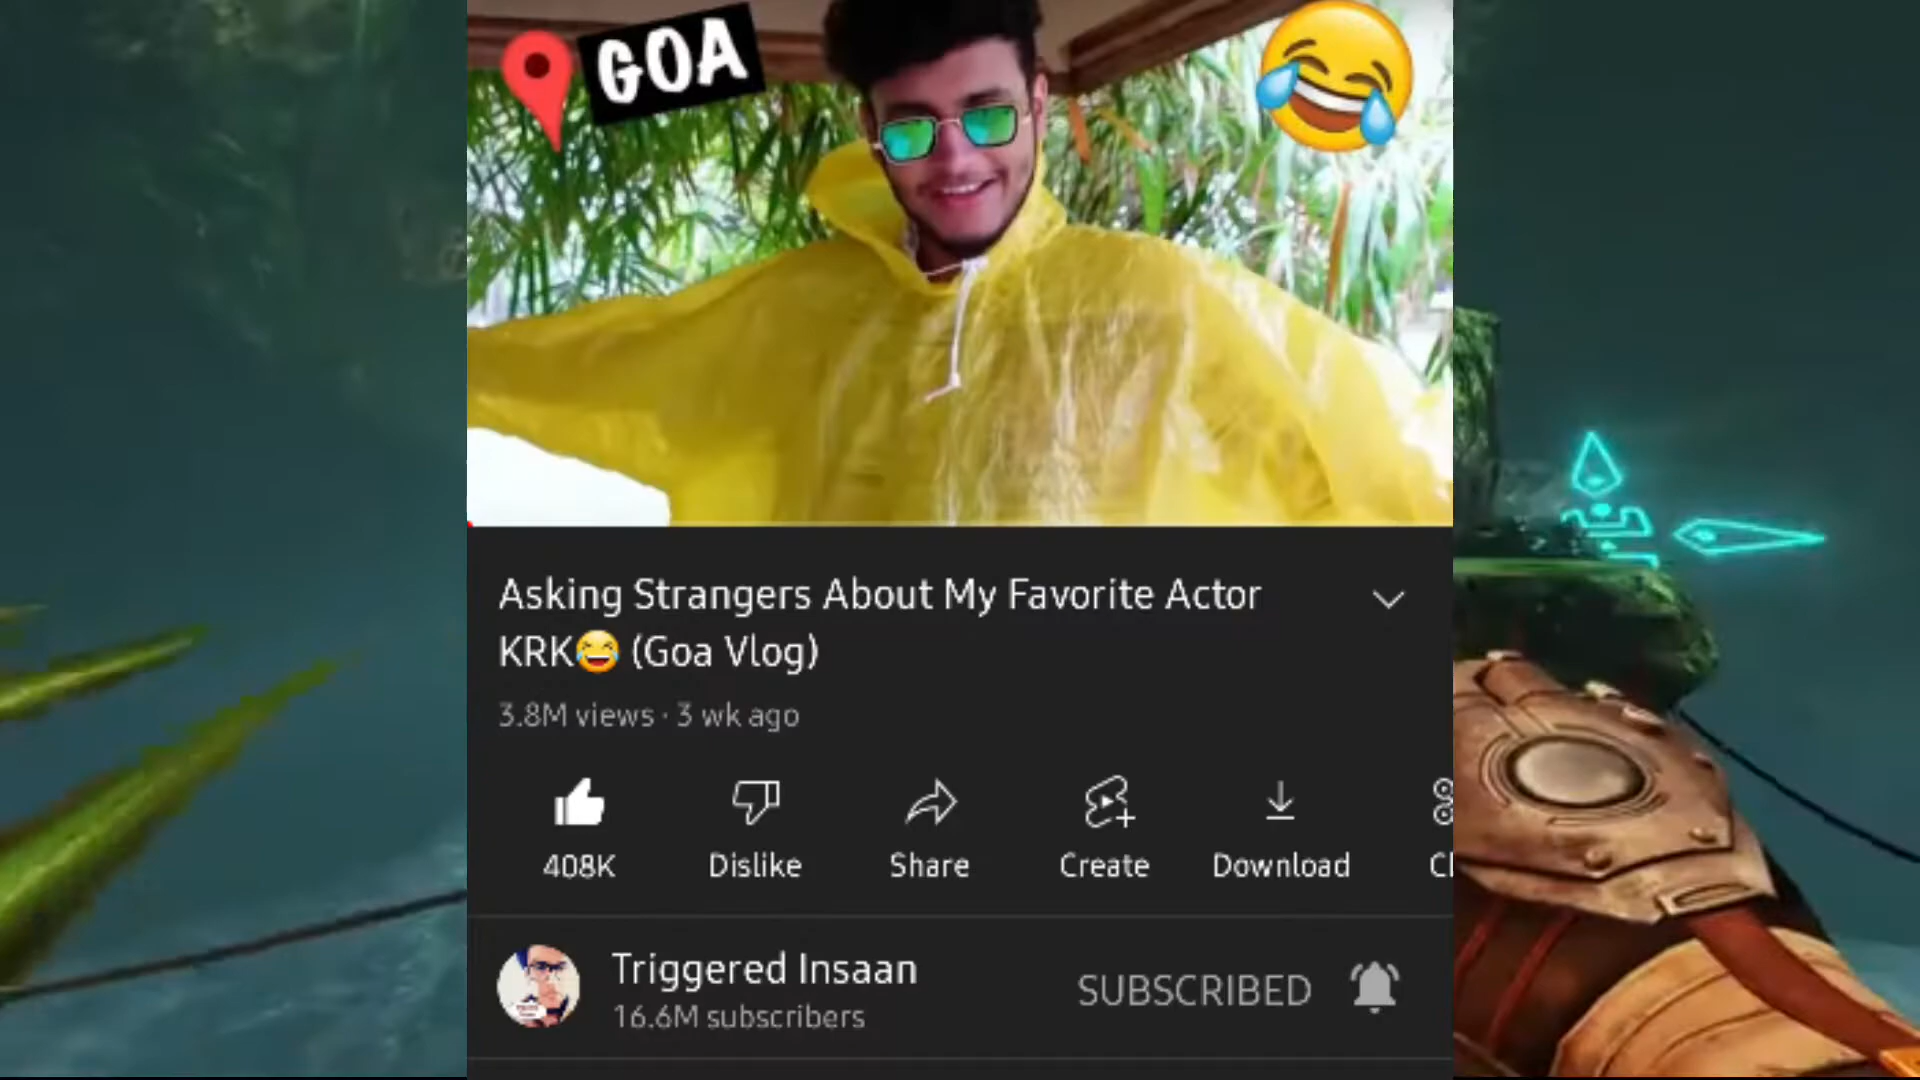 GOA
Asking Strangers About My Favorite Actor
KRK😂 (Goa Vlog)
3.8M views · 3 wk ago
408K
Dislike
Share
Create
Download
Triggered Insaan
16.6M subscribers
SUBSCRIBED